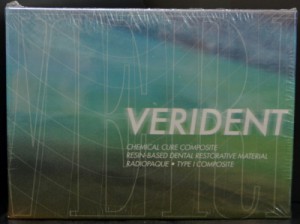 VERIDENT
CHEMICAL CURE COMPOSITE
RESIN-BASED DENTAL RESTORATIVE MATERIAL
RADIOPAQUE • TYPE I COMPOSITE